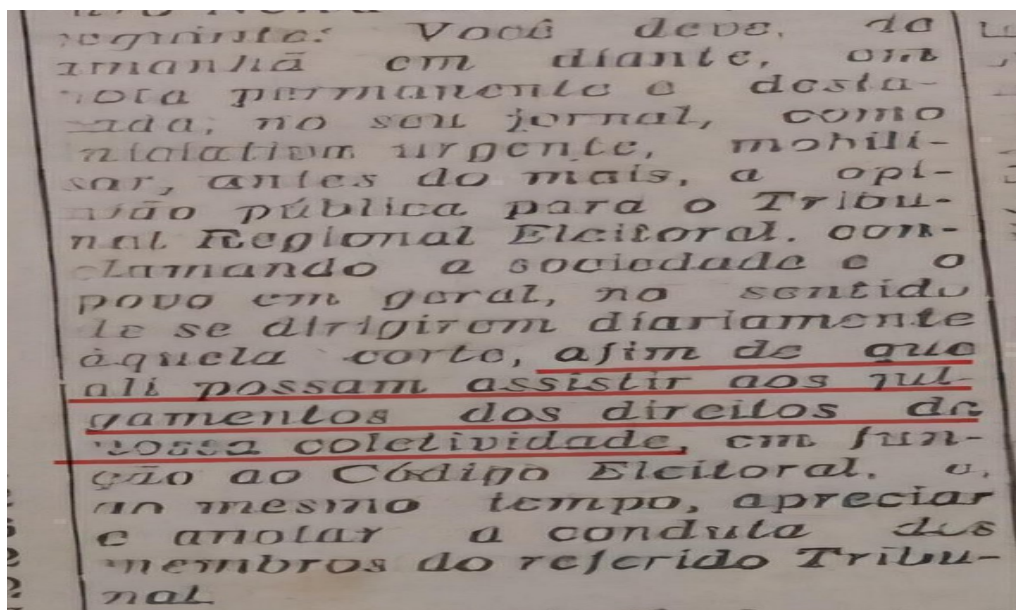 seguinte: Você deve, de
amanhã em diante, em
nota permanente e desta-
cada, no seu jornal, como
niciativa urgente, mobili-
sar, antes do mais, a opi-
nião pública para o Tribu-
nal Regional Eleitoral, con-
clamando a sociedade e o
povo em geral, no sentido
de se dirigirem diariamente
àquela corte, afim de que
ali possam assistir aos jul-
gamentos dos direitos da
nossa coletividade, em fun-
ção ao Código Eleitoral, e,
ao mesmo tempo, apreciar
e anotar a conduta dos
membros do referido Tribu-
nal